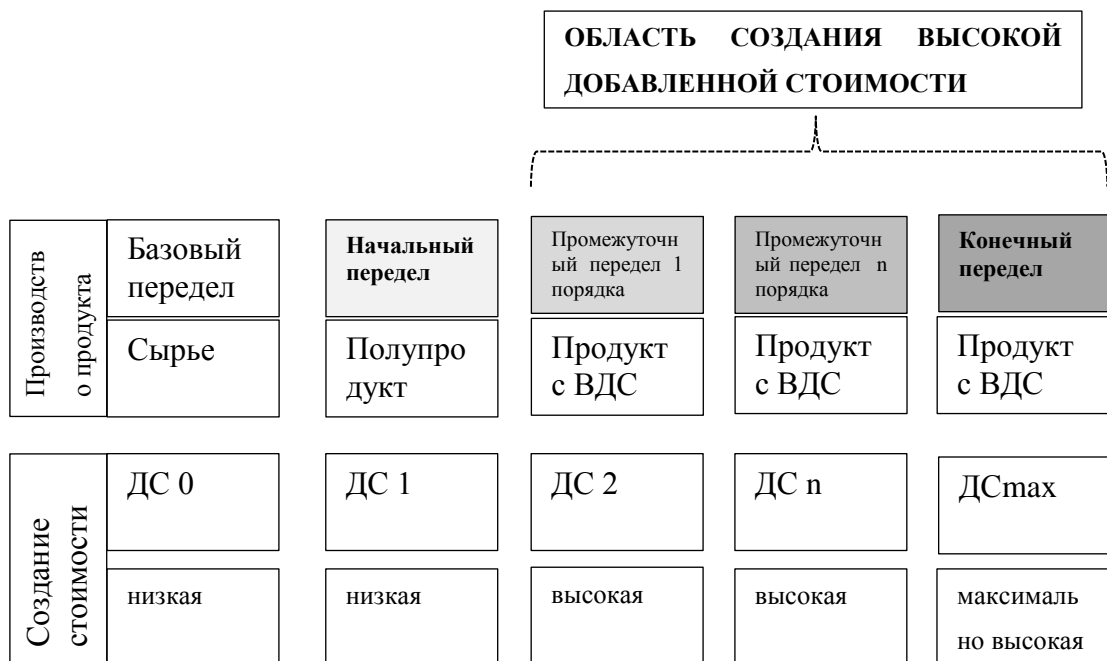 ОБЛАСТЬ СОЗДАНИЯ ВЫСОКОЙ
ДОБАВЛЕННОЙ СТОИМОСТИ
Производств
о продукта
Базовый
передел
Начальный
передел
Промежуточн
ый передел 1
порядка
Промежуточн
ый передел n
порядка
Конечный
передел
Сырье
Полупро
дукт
Продукт
с ВДС
Продукт
с ВДС
Продукт
с ВДС
Создание
стоимости
ДС 0
ДС 1
ДС 2
ДС n
ДСmax
низкая
низкая
высокая
высокая
максималь
но высокая